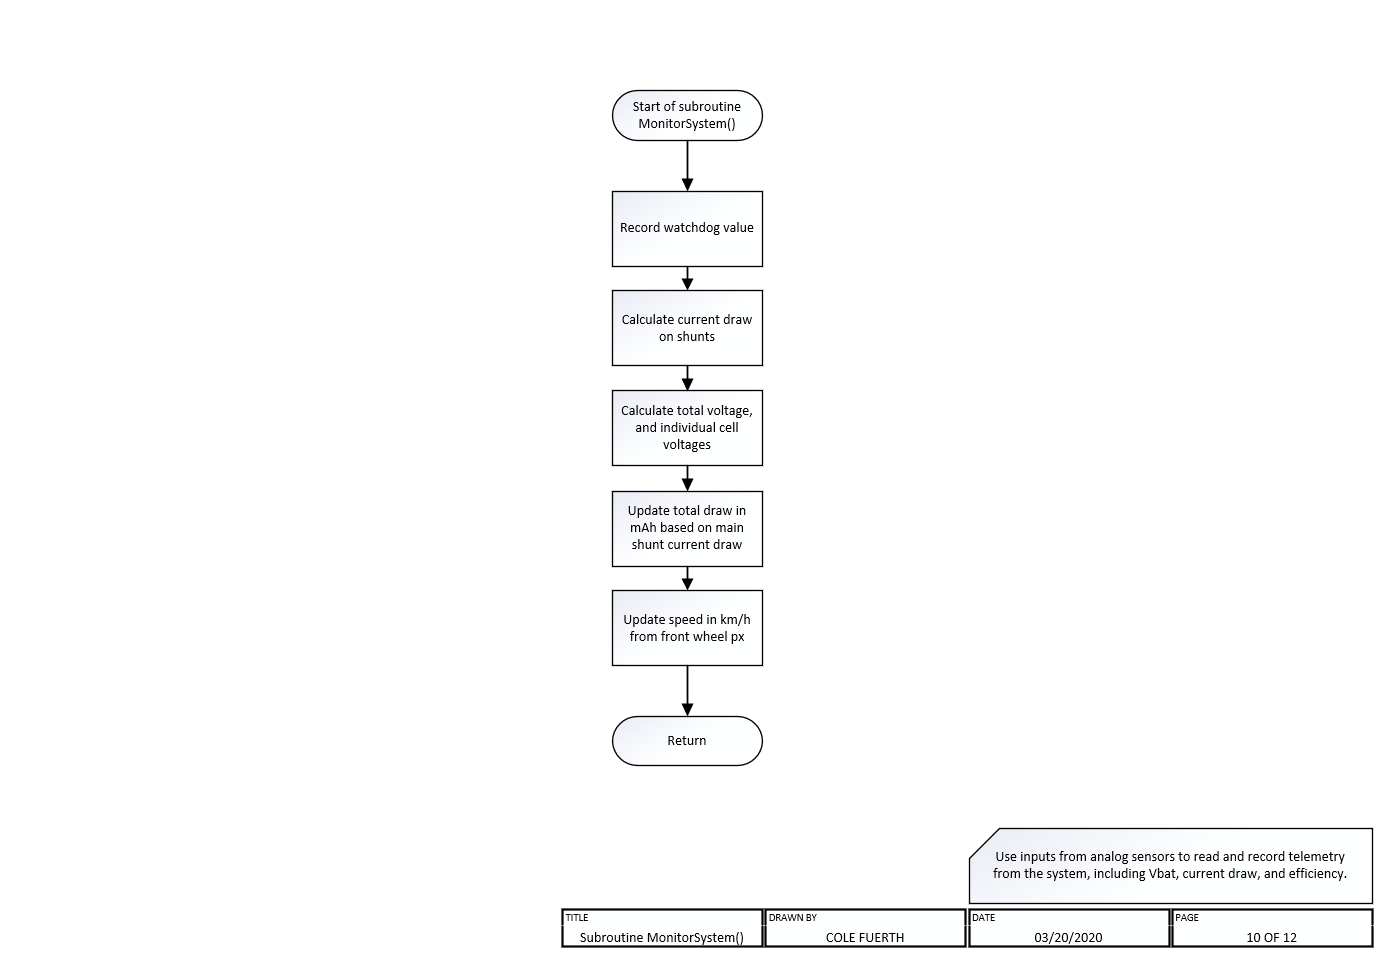 Start of subroutine
MonitorSystem()
Record watchdog value
Calculate current draw
on shunts
Calculate total voltage,
and individual cell
voltages
Update total draw in
mAh based on main
shunt current draw
Update speed in km/h
from front wheel px
Return
Use inputs from analog sensors to read and record telemetry
from the system, including Vbat, current draw, and efficiency.
TITLE
Subroutine MonitorSystem()
DRAWN BY
COLE FUERTH
DATE
03/20/2020
PAGE
10 OF 12